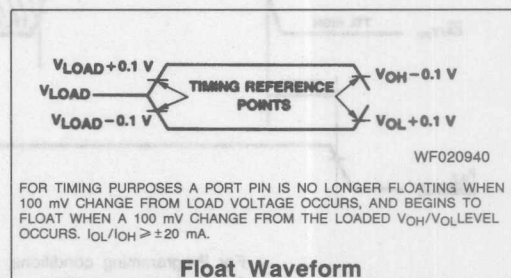 VLOAD+0.1 V
VOH−0.1 V
VLOAD
TIMING REFERENCE
POINTS
VLOAD−0.1 V
VOL+0.1 V
WF020940
FOR TIMING PURPOSES A PORT PIN IS NO LONGER FLOATING WHEN
100 mV CHANGE FROM LOAD VOLTAGE OCCURS, AND BEGINS TO
FLOAT WHEN A 100 mV CHANGE FROM THE LOADED VOH/VOLLEVEL
OCCURS. IOL/IOH ≥ ±20 mA.
Float Waveform